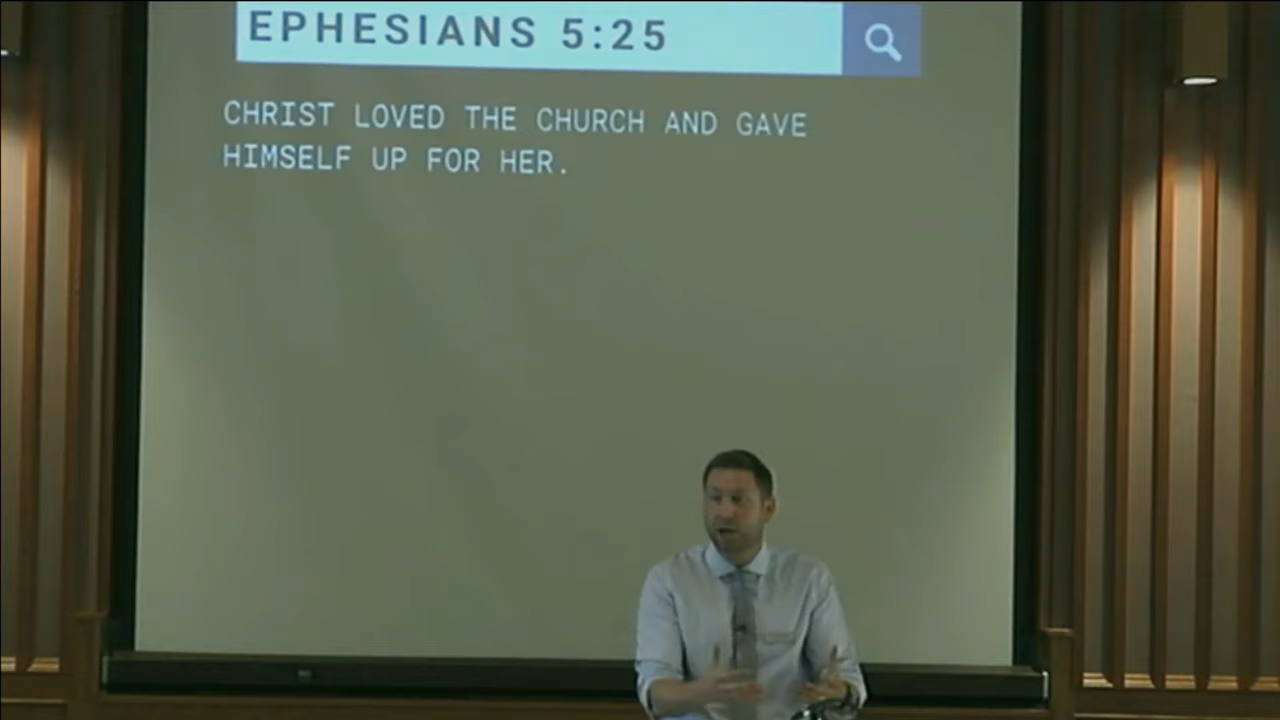 EPHESIANS 5:25
CHRIST LOVED THE CHURCH AND GAVE
HIMSELF UP FOR HER.